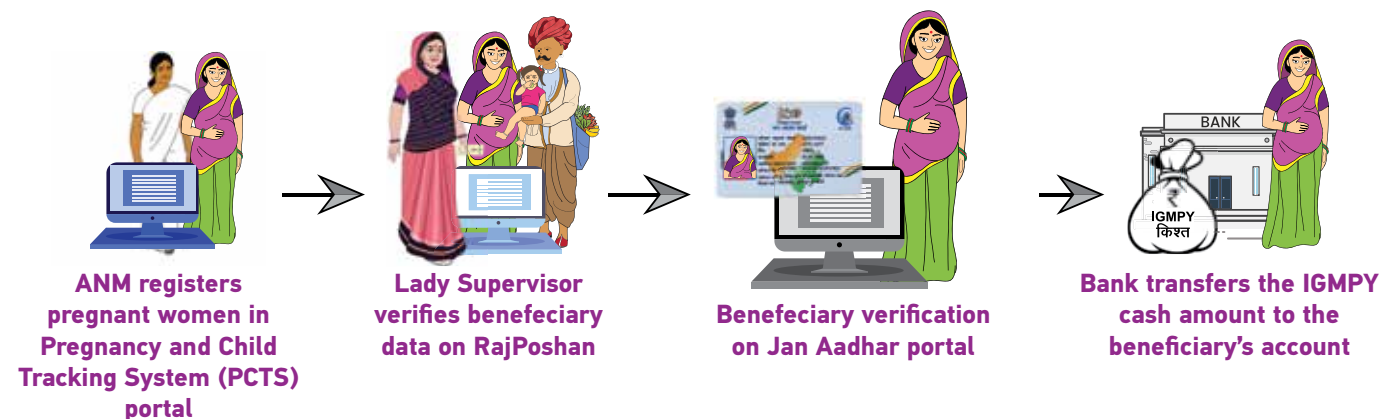 BANK
₹
IGMPY
किश्त
ANM registers
pregnant women in
Pregnancy and Child
Tracking System (PCTS)
portal
Lady Supervisor
verifies benefeciary
data on RajPoshan
Benefeciary verification
on Jan Aadhar portal
Bank transfers the IGMPY
cash amount to the
beneficiary’s account